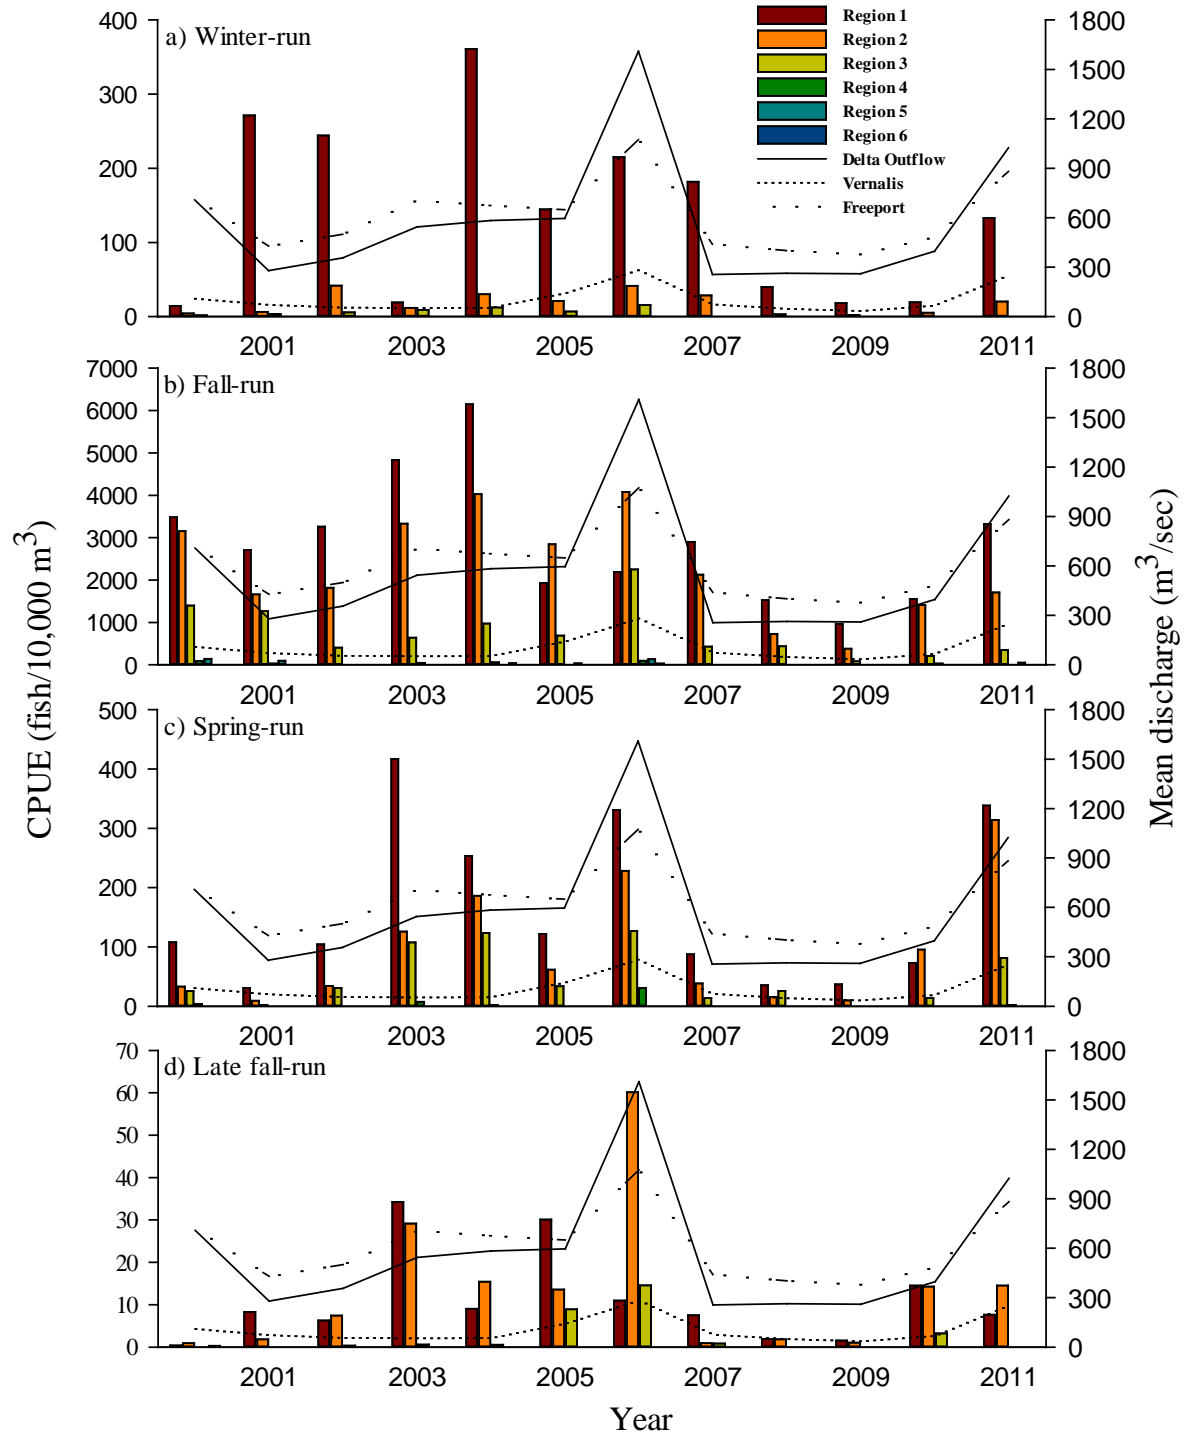 a) Winter-run
400
300
200
100
0
1800
1500
1200
900
600
300
0
Region 1
Region 2
Region 3
Region 4
Region 5
Region 6
Delta Outflow
Vernalis
Freeport
2001 2003 2005 2007 2009 2011
b) Fall-run
7000
6000
5000
4000
3000
2000
1000
0
1800
1500
1200
900
600
300
0
2001 2003 2005 2007 2009 2011
c) Spring-run
500
400
300
200
100
0
1800
1500
1200
900
600
300
0
2001 2003 2005 2007 2009 2011
d) Late fall-run
70
60
50
40
30
20
10
0
1800
1500
1200
900
600
300
0
2001 2003 2005 2007 2009 2011
Year
CPUE (fish/10,000 m³)
Mean discharge (m³/sec)